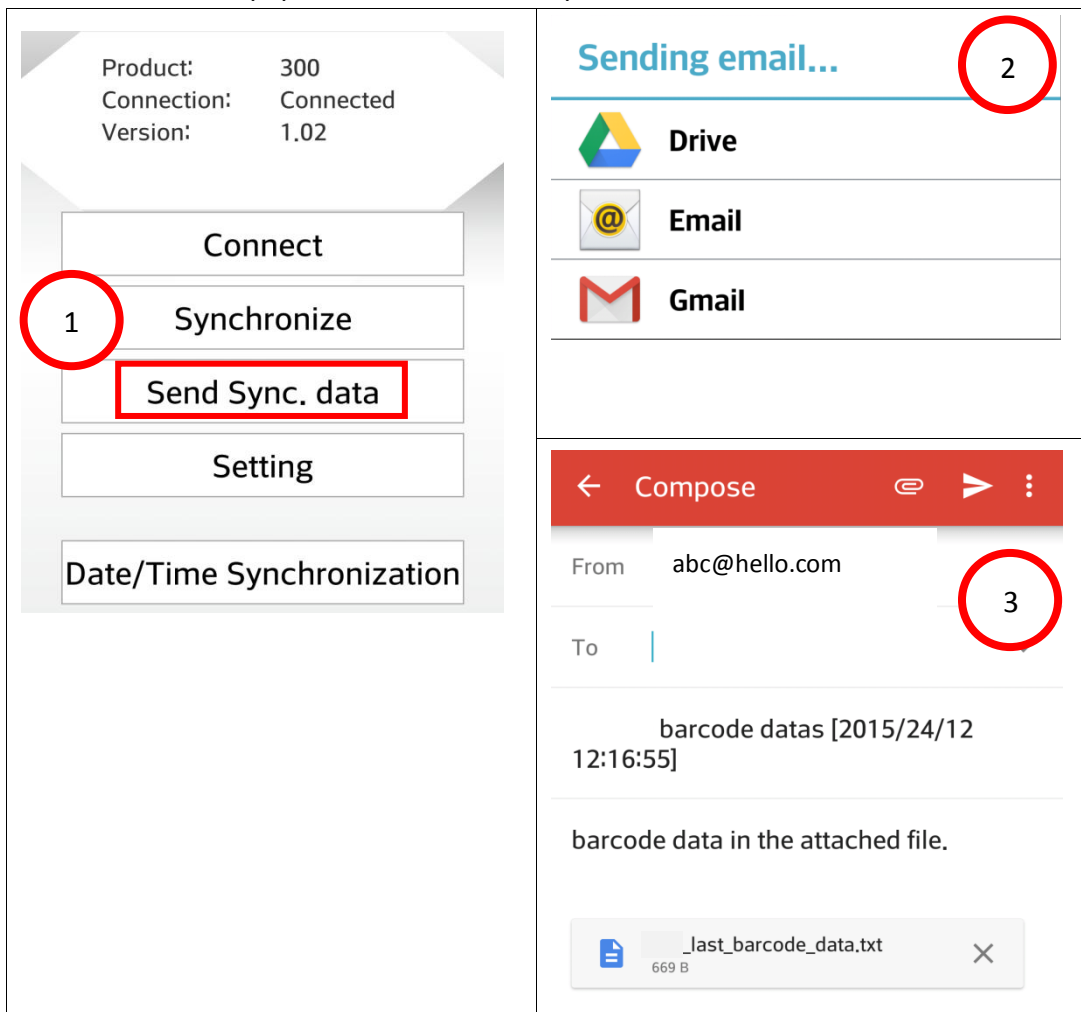 Product: 300
Connection: Connected
Version: 1.02
Connect
1
Synchronize
Send Sync. data
Setting
Date/Time Synchronization
Sending email...
2
Drive
@
Email
Gmail
Compose
From abc@hello.com
3
To
barcode datas [2015/24/12
12:16:55]
barcode data in the attached file.
_last_barcode_data.txt
669 B